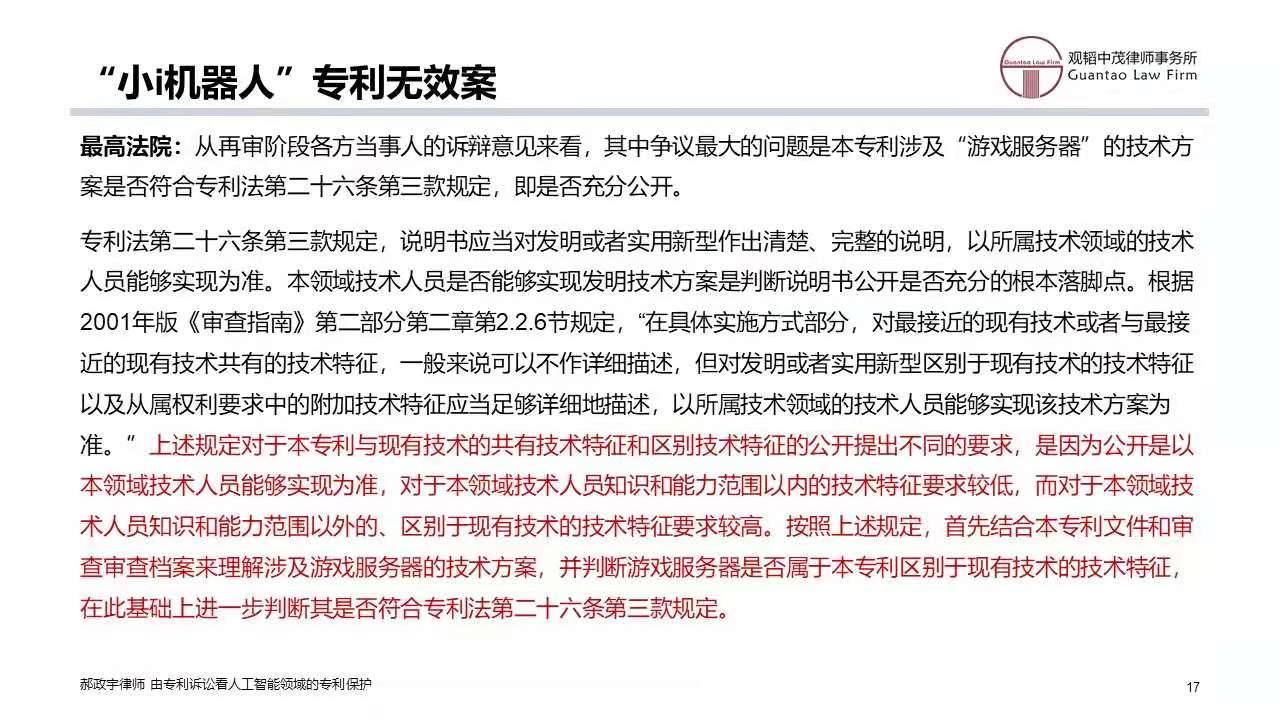 “小i机器人”专利无效案
Guantao Law Firm
观韬中茂律师事务所
Guantao Law Firm
最高法院：从再审阶段各方当事人的诉辩意见来看，其中争议最大的问题是本专利涉及“游戏服务器”的技术方
案是否符合专利法第二十六条第三款规定，即是否充分公开。
专利法第二十六条第三款规定，说明书应当对发明或者实用新型作出清楚、完整的说明，以所属技术领域的技术
人员能够实现为准。本领域技术人员是否能够实现发明技术方案是判断说明书公开是否充分的根本落脚点。根据
2001年版《审查指南》第二部分第二章第2.2.6节规定，“在具体实施方式部分，对最接近的现有技术或者与最接
近的现有技术共有的技术特征，一般来说可以不作详细描述，但对发明或者实用新型区别于现有技术的技术特征
以及从属权利要求中的附加技术特征应当足够详细地描述，以所属技术领域的技术人员能够实现该技术方案为
准。”上述规定对于本专利与现有技术的共有技术特征和区别技术特征的公开提出不同的要求，是因为公开是以
本领域技术人员能够实现为准，对于本领域技术人员知识和能力范围以内的技术特征要求较低，而对于本领域技
术人员知识和能力范围以外的、区别于现有技术的技术特征要求较高。按照上述规定，首先结合本专利文件和审
查审查档案来理解涉及游戏服务器的技术方案，并判断游戏服务器是否属于本专利区别于现有技术的技术特征，
在此基础上进一步判断其是否符合专利法第二十六条第三款规定。
郝政宇律师 由专利诉讼看人工智能领域的专利保护
17